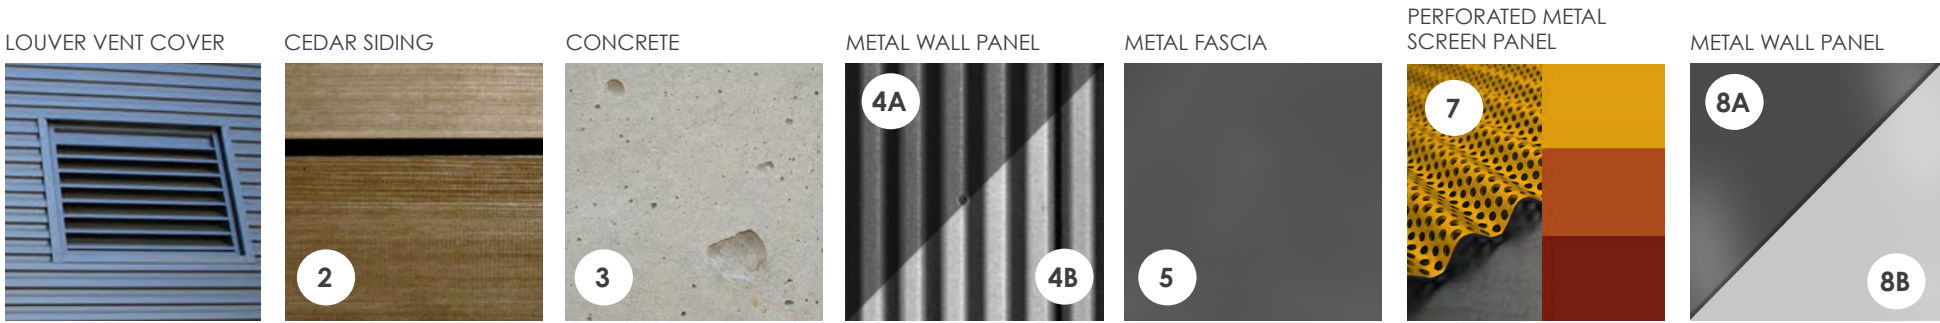 LOUVER VENT COVER
CEDAR SIDING
2
CONCRETE
3
METAL WALL PANEL
4A
4B
METAL FASCIA
5
PERFORATED METAL
SCREEN PANEL
7
METAL WALL PANEL
8A
8B